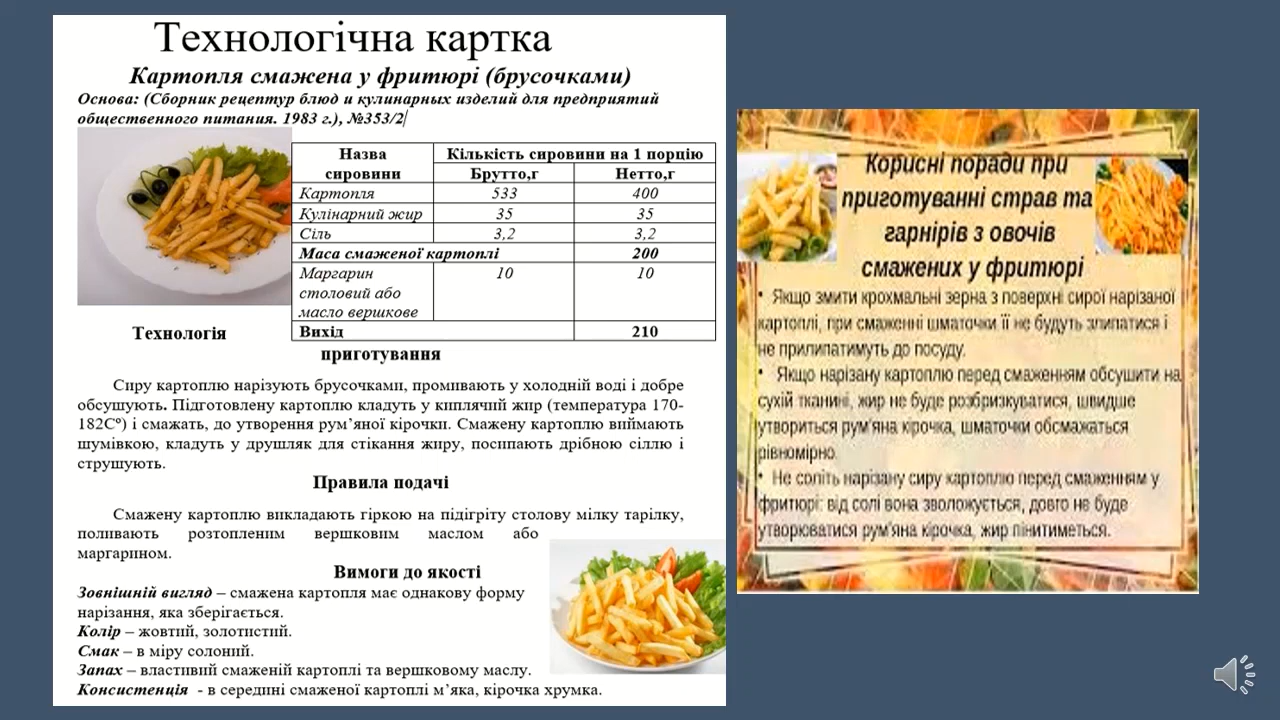 Технологічна картка
Картопля смажена у фритюрі (брусочками)
Основа: (Сборник рецептур блюд и кулинарных изделий для предприятий
общественного питания. 1983 г.), №353/2
Назва сировини Кількість сировини на 1 порцію
Брутто,г Нетто,г
Картопля 533 400
Кулінарний жир 35 35
Сіль 3,2 3,2
Маса смаженої картоплі 200
Маргарин 10 10
столовий або
масло вершкове
Вихід 210
Технологія
приготування
Сиру картоплю нарізують брусочками, промивають у холодній воді і добре
обсушують. Підготовлену картоплю кладуть у киплячий жир (температура 170-
182Сº) і смажать, до утворення рум’яної кірочки. Смажену картоплю виймають
шумівкою, кладуть у друшляк для стікання жиру, посипають дрібною сіллю і
струшують.
Правила подачі
Смажену картоплю викладають гіркою на підігріту столову мілку тарілку,
поливають розтопленим вершковим маслом або
маргарином.
Вимоги до якості
Зовнішній вигляд – смажена картопля має однакову форму
нарізання, яка зберігається.
Колір – жовтий, золотистий.
Смак – в міру солоний.
Запах – властивий смаженій картоплі та вершковому маслу.
Консистенція - в середині смаженої картоплі м’яка, кірочка хрумка.
Корисні поради при
приготуванні страв та
гарнірів з овочів
смажених у фритюрі
• Якщо змити крохмальні зерна з поверхні сирої нарізаної
картоплі, при смаженні шматочки її не будуть злипатися і
не прилипатимуть до посуду.
• Якщо нарізану картоплю перед смаженням обсушити на
сухій тканині, жир не буде розбризкуватися, швидше
утвориться рум'яна кірочка, шматочки обсмажаться
рівномірно.
• Не соліть нарізану сиру картоплю перед смаженням у
фритюрі: від солі вона зволожується, довго не буде
утворюватися рум'яна кірочка, жир пінитиметься.